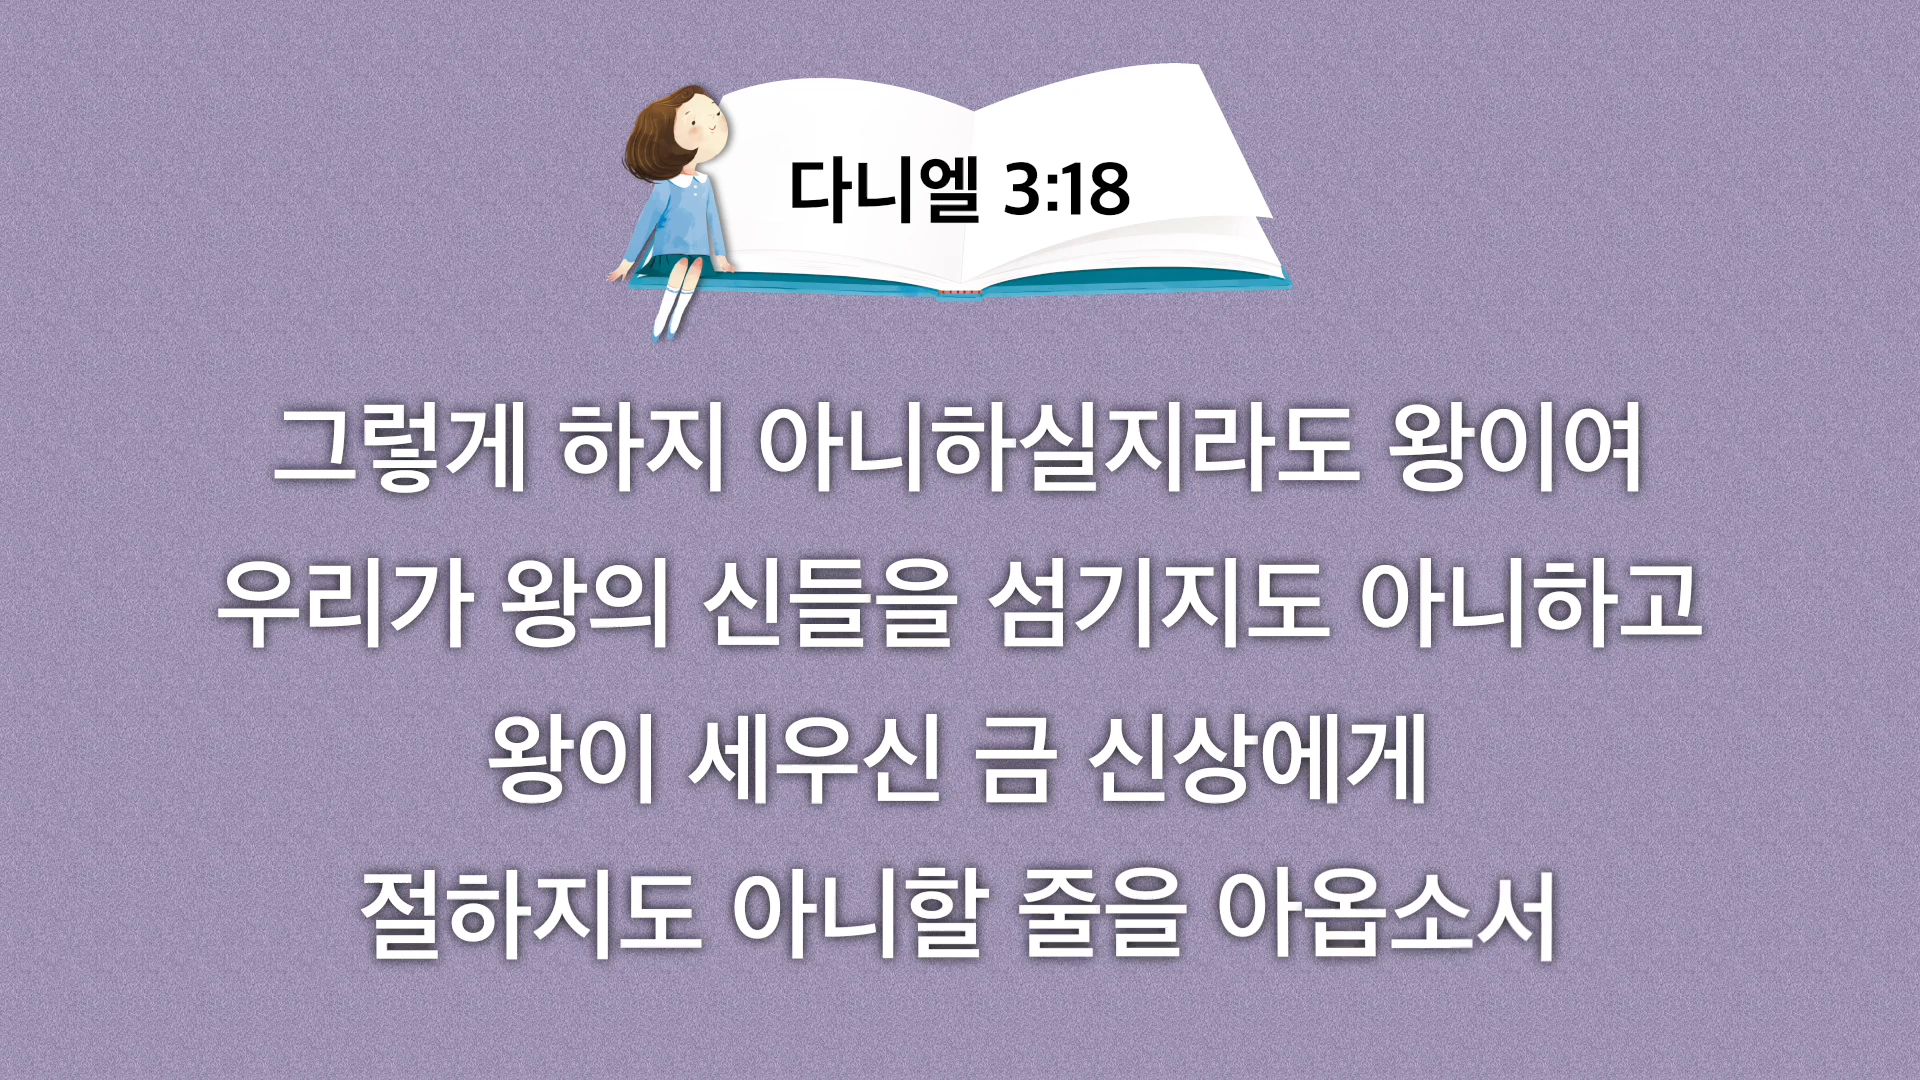 다니엘 3:18
그렇게 하지 아니하실지라도 왕이여
우리가 왕의 신들을 섬기지도 아니하고
왕이 세우신 금 신상에게
절하지도 아니할 줄을 아옵소서